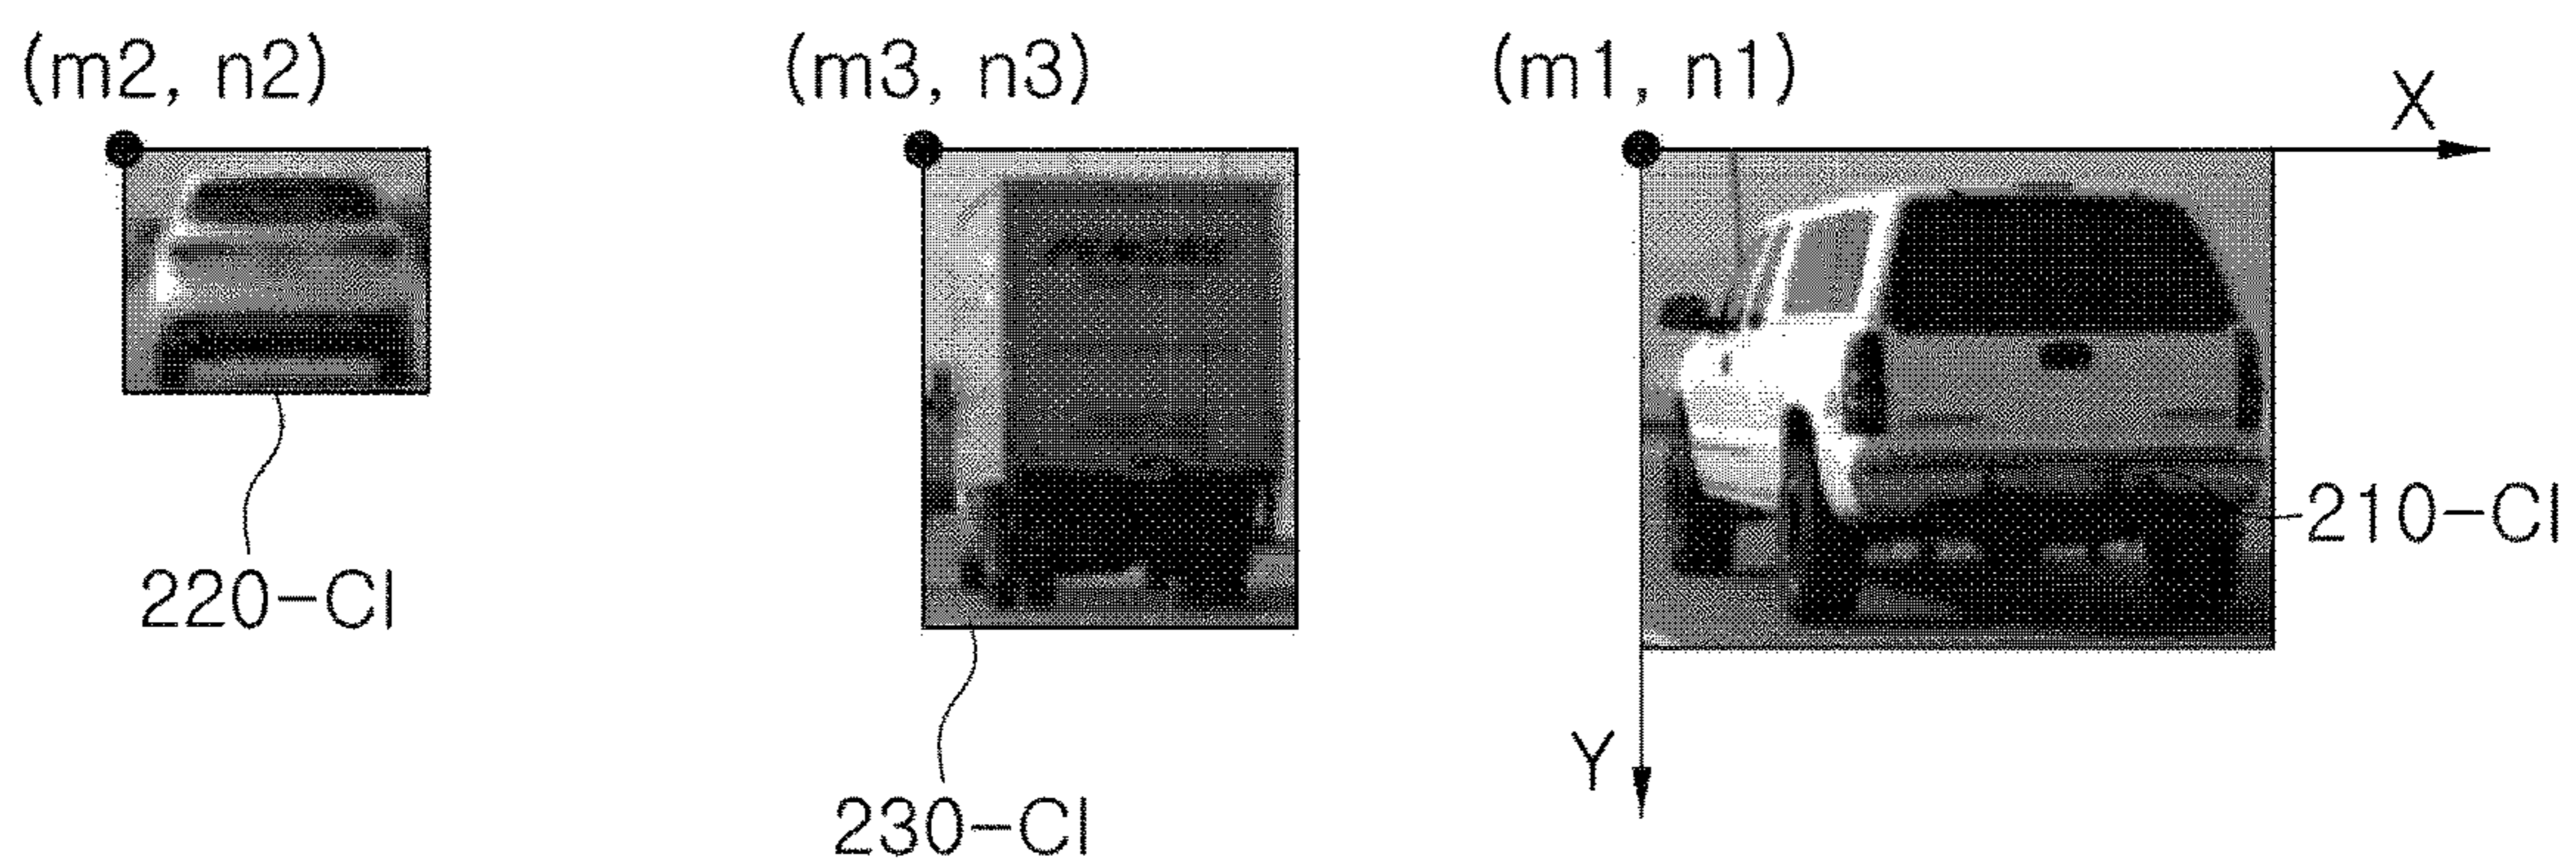 (m2, n2)
(m3, n3)
(m1, n1)
X
210-CI
220-CI
Y
230-CI